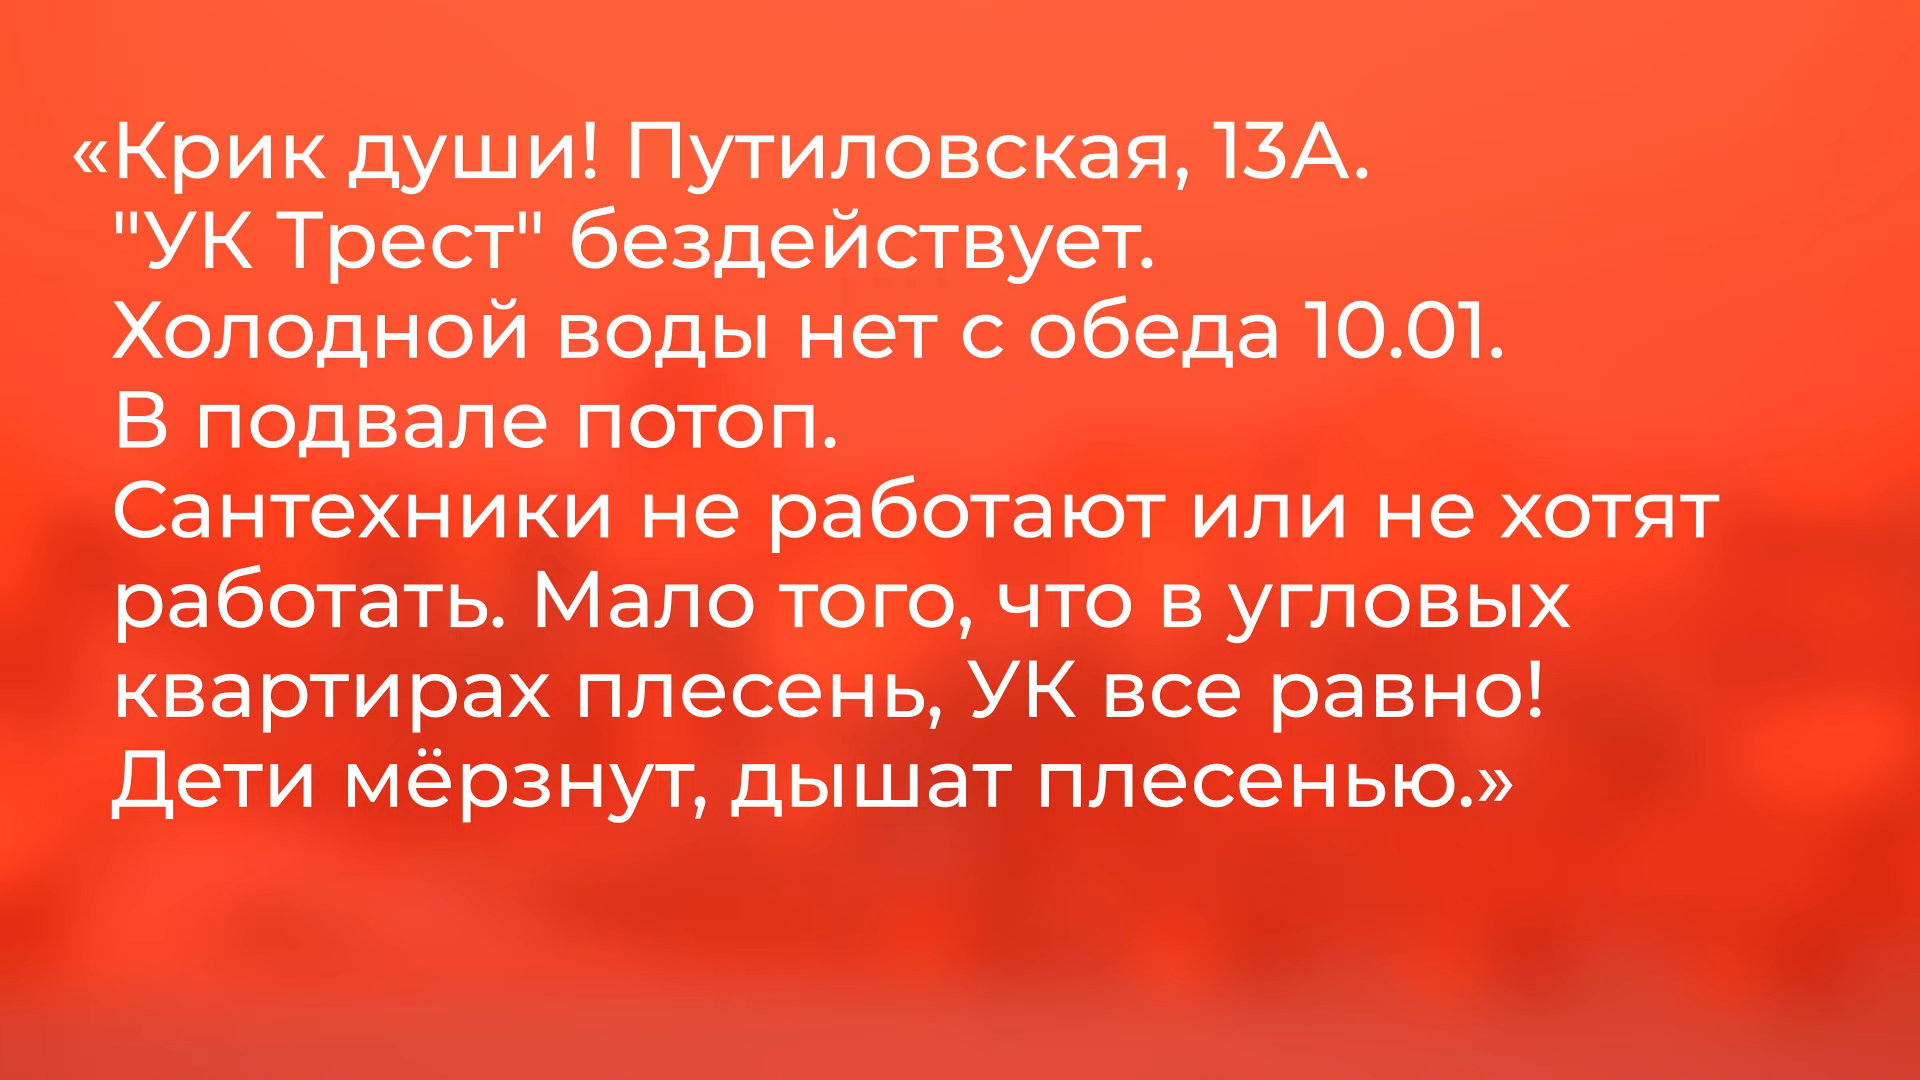 «Крик души! Путиловская, 13А.
"УК Трест" бездействует.
Холодной воды нет с обеда 10.01.
В подвале потоп.
Сантехники не работают или не хотят
работать. Мало того, что в угловых
квартирах плесень, УК все равно!
Дети мёрзнут, дышат плесенью.»